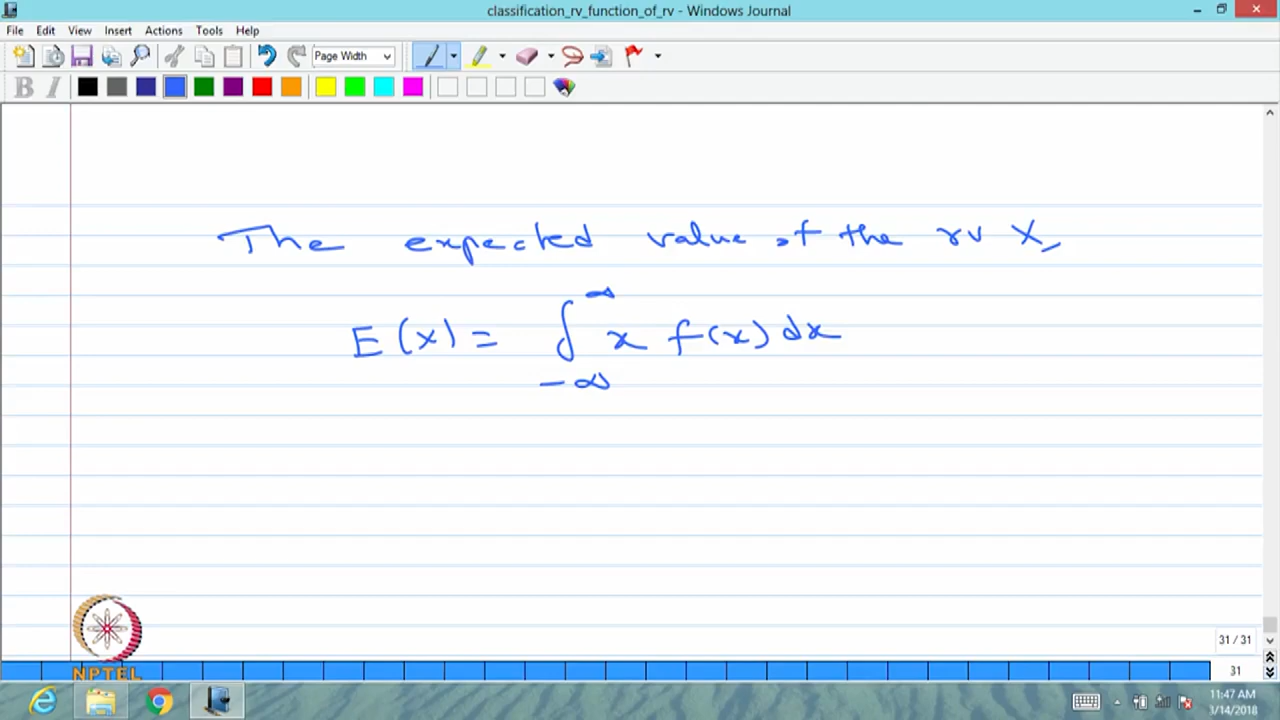 classification_rv_function_of_rv - Windows Journal
File Edit View Insert Actions Tools Help
Page Width
B I
The expected value of the rv X,
E(x) = ∫_{-∞}^{∞} x f(x) dx
31 / 31
NPTEL
31
11:47 AM
3/14/2018